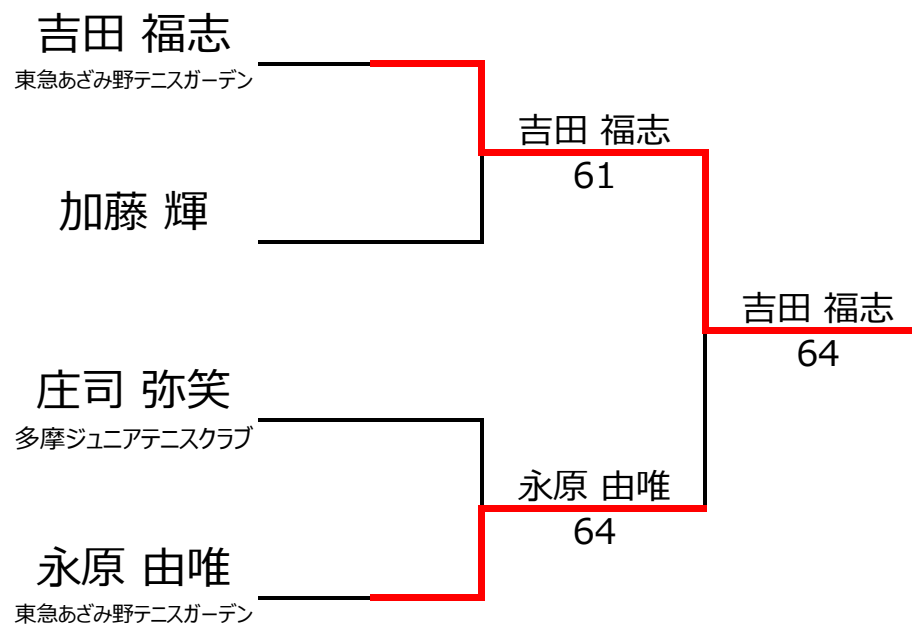 吉田 福志
東急あざみ野テニスガーデン
吉田 福志
61
加藤 輝
吉田 福志
64
庄司 弥笑
多摩ジュニアテニスクラブ
永原 由唯
64
永原 由唯
東急あざみ野テニスガーデン